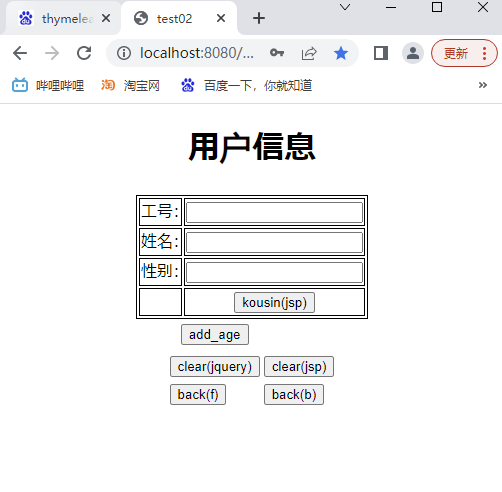 thymelea
test02
localhost:8080/...
更新
哔哩哔哩
淘宝网
百度一下，你就知道
用户信息
工号:
姓名:
性别:
kousin(jsp)
add_age
clear(jquery) clear(jsp)
back(f) back(b)